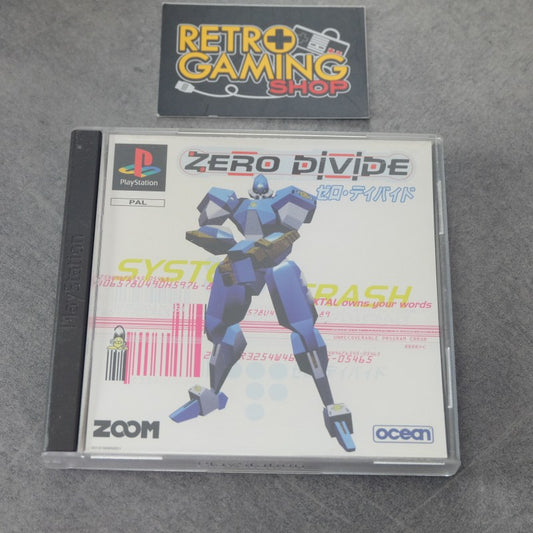 RETRO
GAMING
SHOP
PlayStation
PAL
ZERO DIVIDE
ゼロ・ディバイド
PlayStation
SYSTEM CRASH
XTAL owns your words
UNRECOVERABLE PROGRAM ERROR
ZOOM
ocean